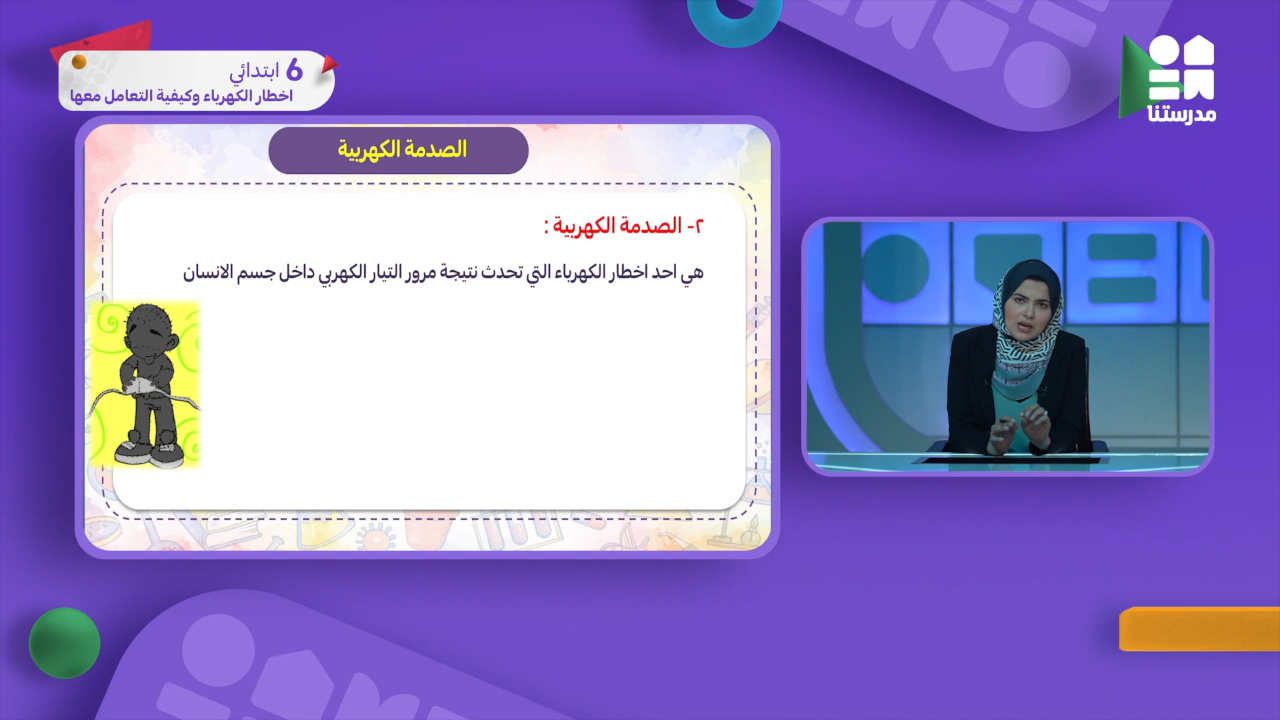 6 ابتدائي
اخطار الكهرباء وكيفية التعامل معها
مدرستنا
الصدمة الكهربية
٢- الصدمة الكهربية :
هي احد اخطار الكهرباء التي تحدث نتيجة مرور التيار الكهربي داخل جسم الانسان